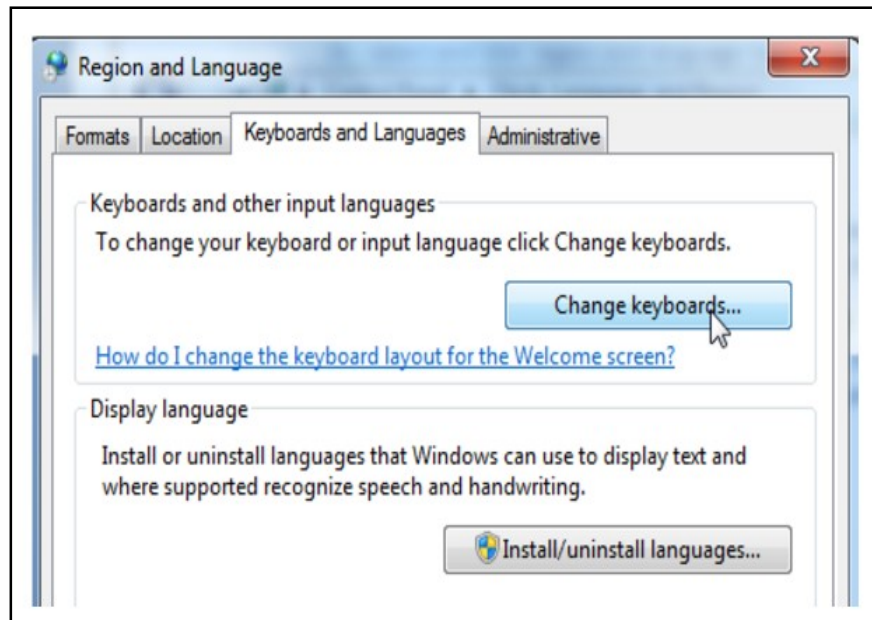 Region and Language
Formats Location Keyboards and Languages Administrative
Keyboards and other input languages
To change your keyboard or input language click Change keyboards.
Change keyboards...
How do I change the keyboard layout for the Welcome screen?
Display language
Install or uninstall languages that Windows can use to display text and
where supported recognize speech and handwriting.
Install/uninstall languages...